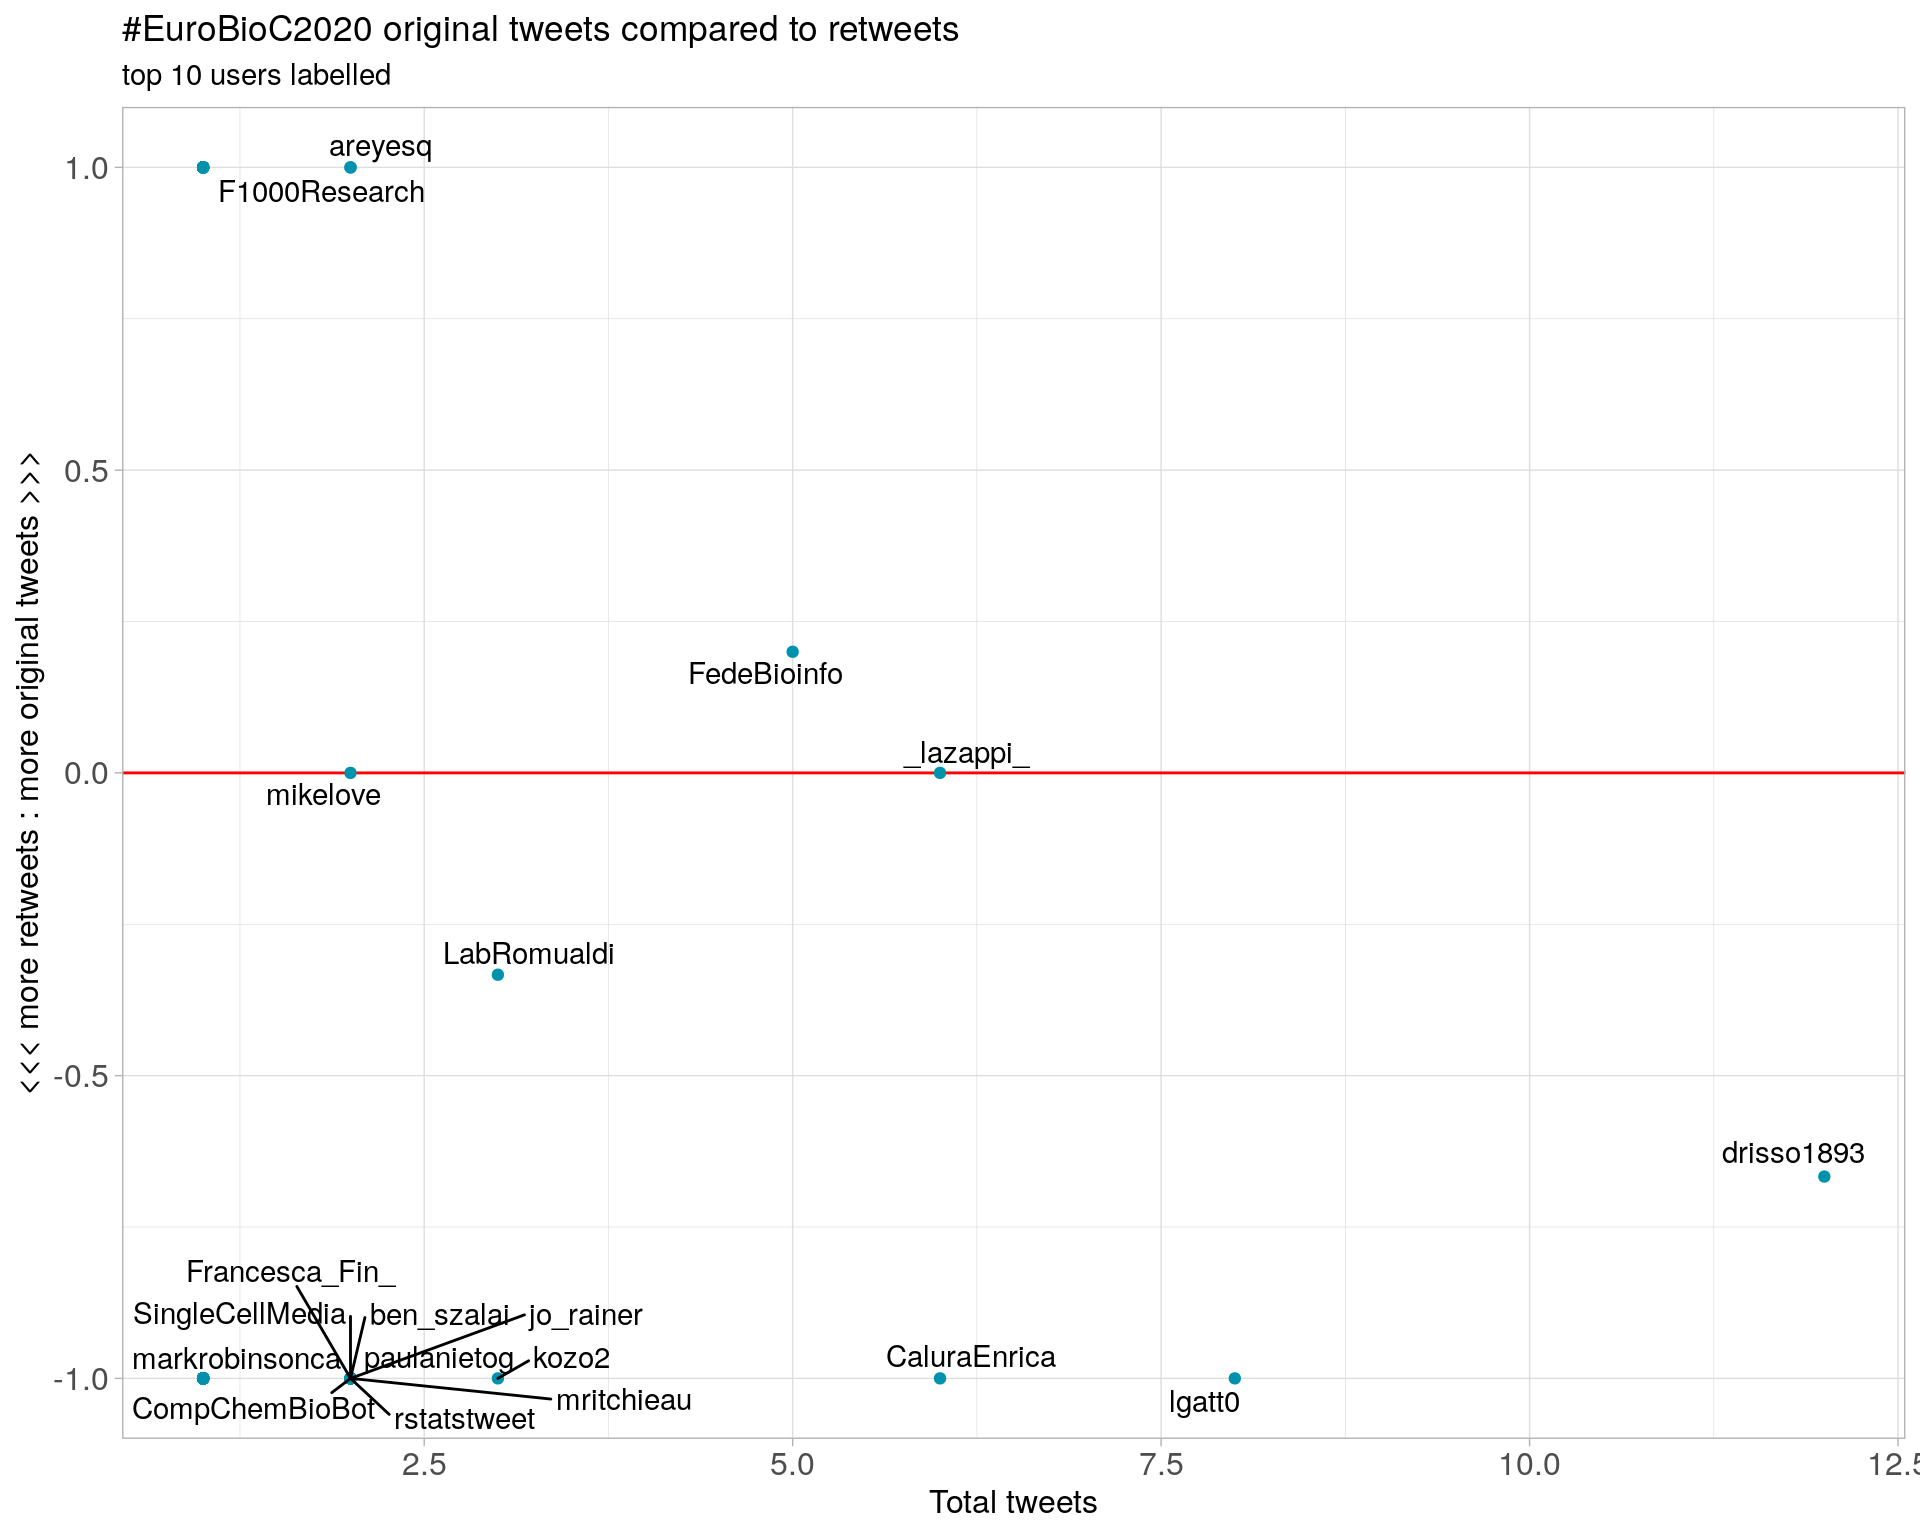 #EuroBioC2020 original tweets compared to retweets
top 10 users labelled
<<< more retweets : more original tweets >>>
1.0
0.5
0.0
-0.5
-1.0
areyesq
F1000Research
FedeBioinfo
_lazappi_
mikelove
LabRomualdi
drisso1893
Francesca_Fin_
SingleCellMedia
ben_szalai
jo_rainer
markrobinsonca
paulanietog
kozo2
CaluraEnrica
CompChemBioBot
rstatstweet
mritchieau
lgatt0
2.5
5.0
7.5
10.0
12.5
Total tweets